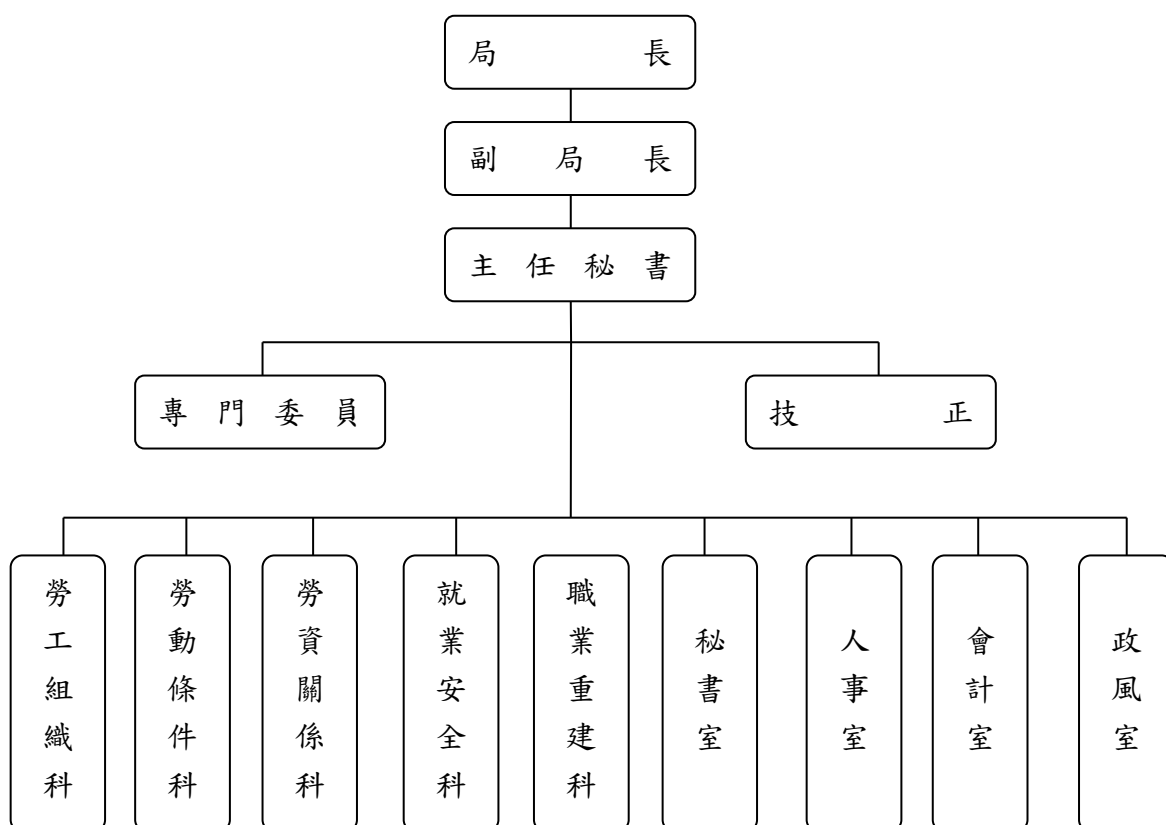 局長
副局長
主任秘書
專門委員
技正
勞工組織科
勞動條件科
勞資關係科
就業安全科
職業重建科
秘書室
人事室
會計室
政風室